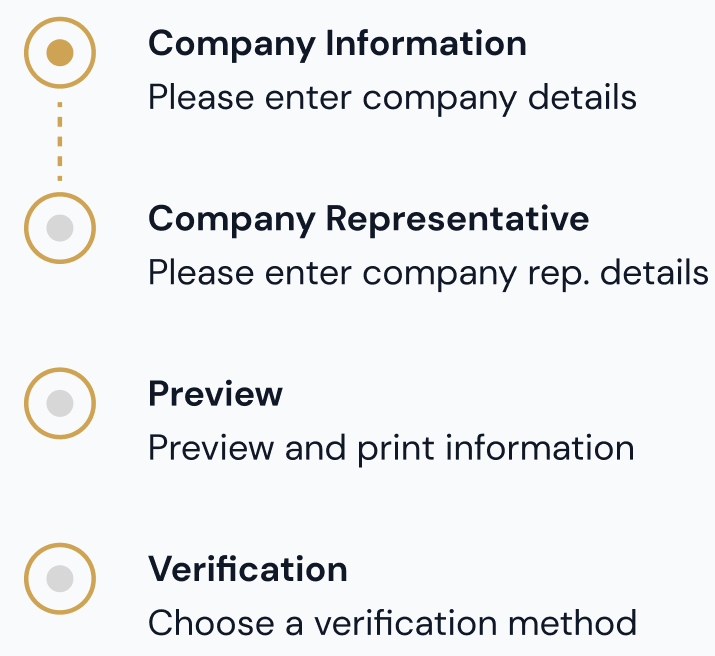 Company Information
Please enter company details
Company Representative
Please enter company rep. details
Preview
Preview and print information
Verification
Choose a verification method